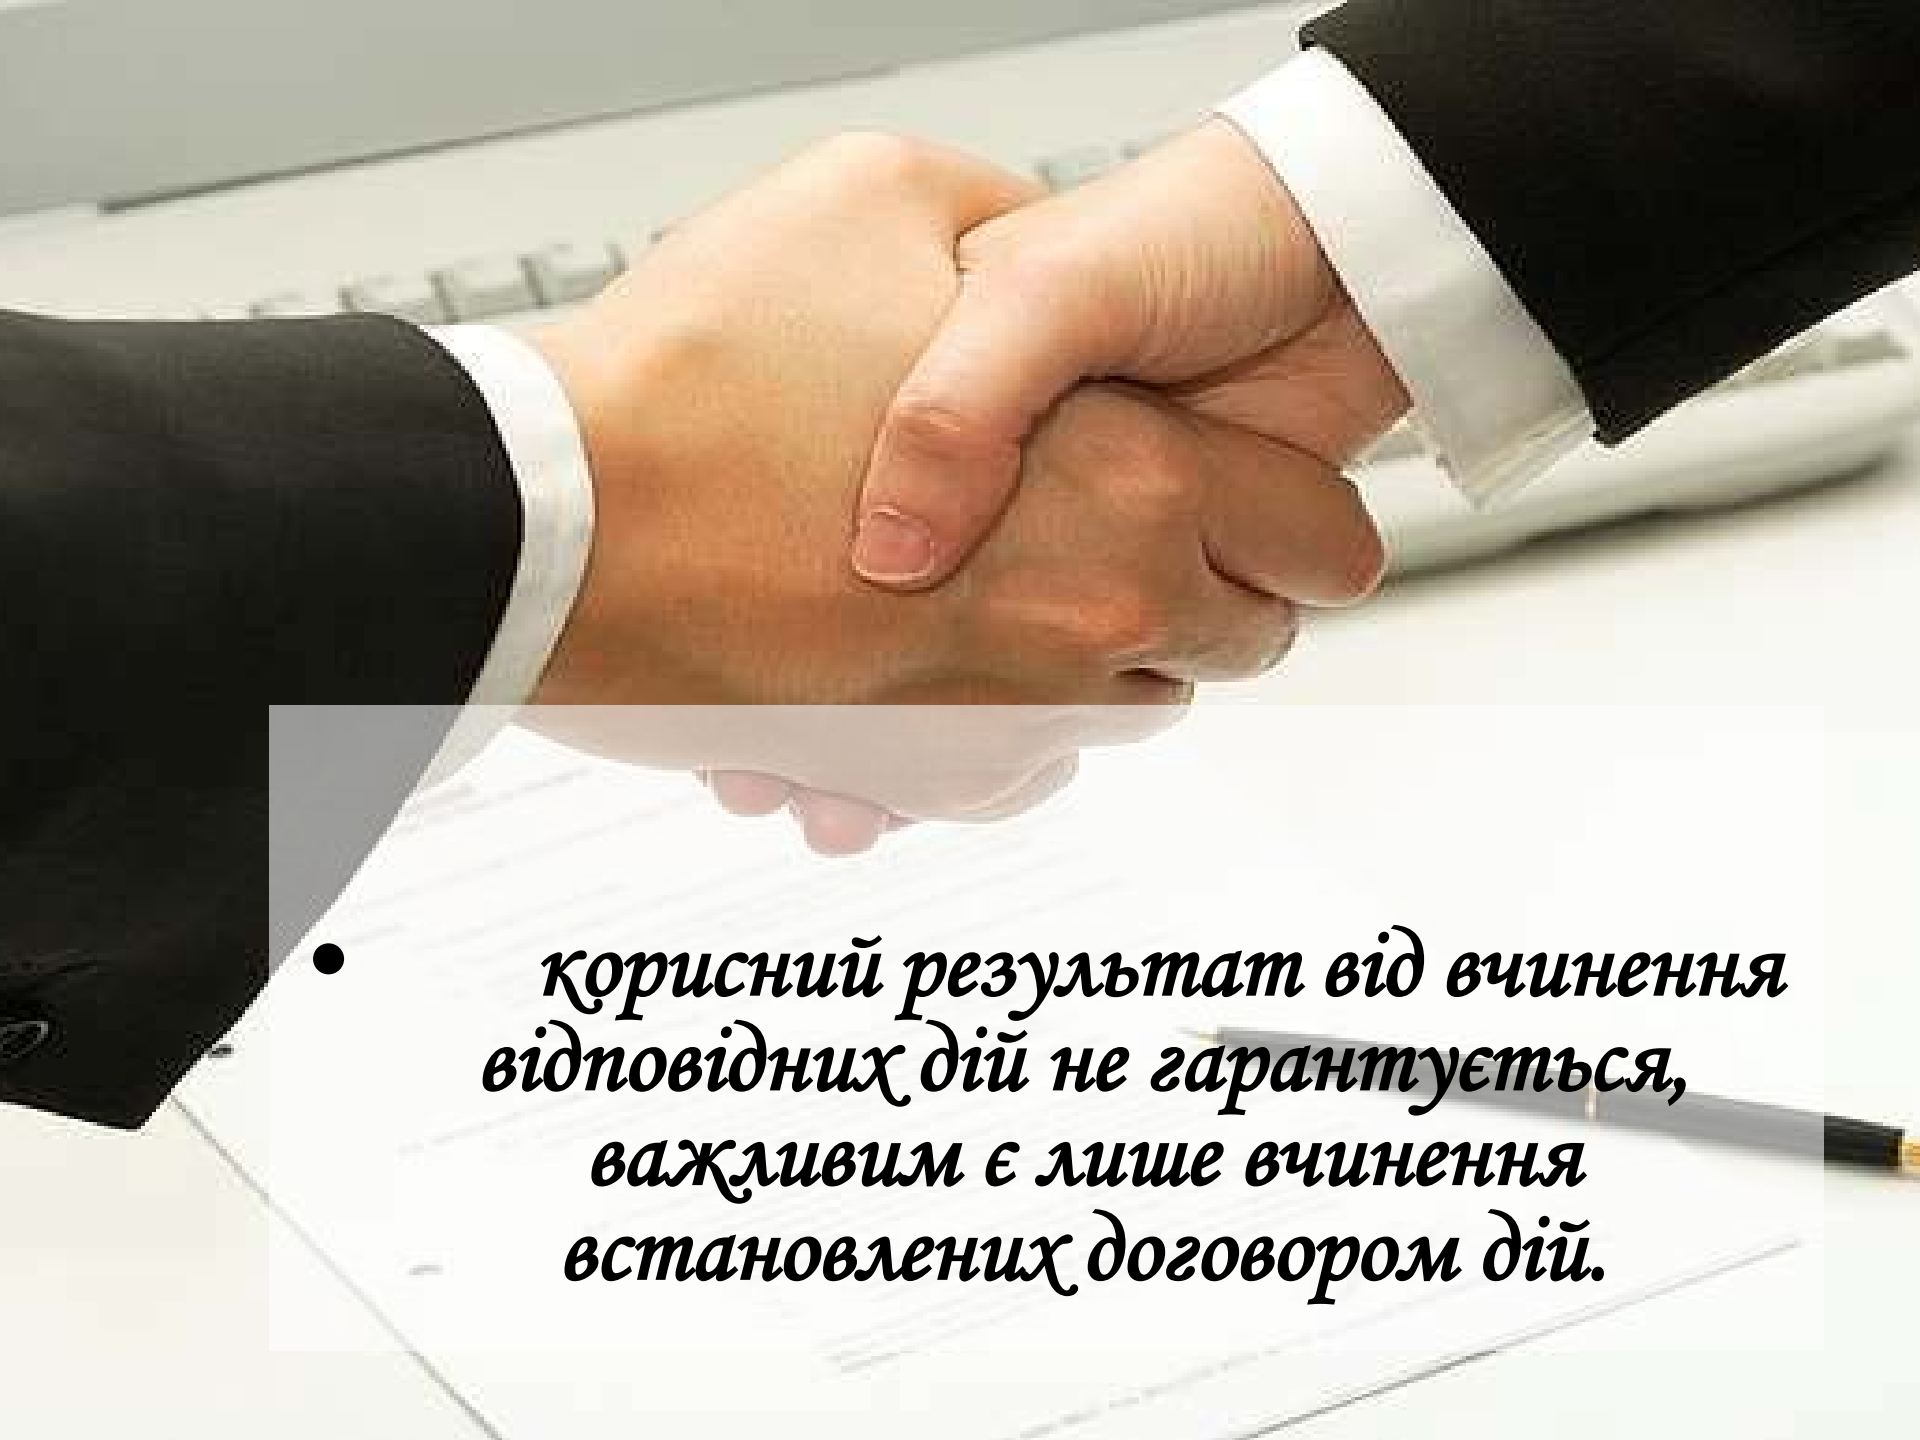 • корисний результат від вчинення
відповідних дій не гарантується,
важливим є лише вчинення
встановлених договором дій.